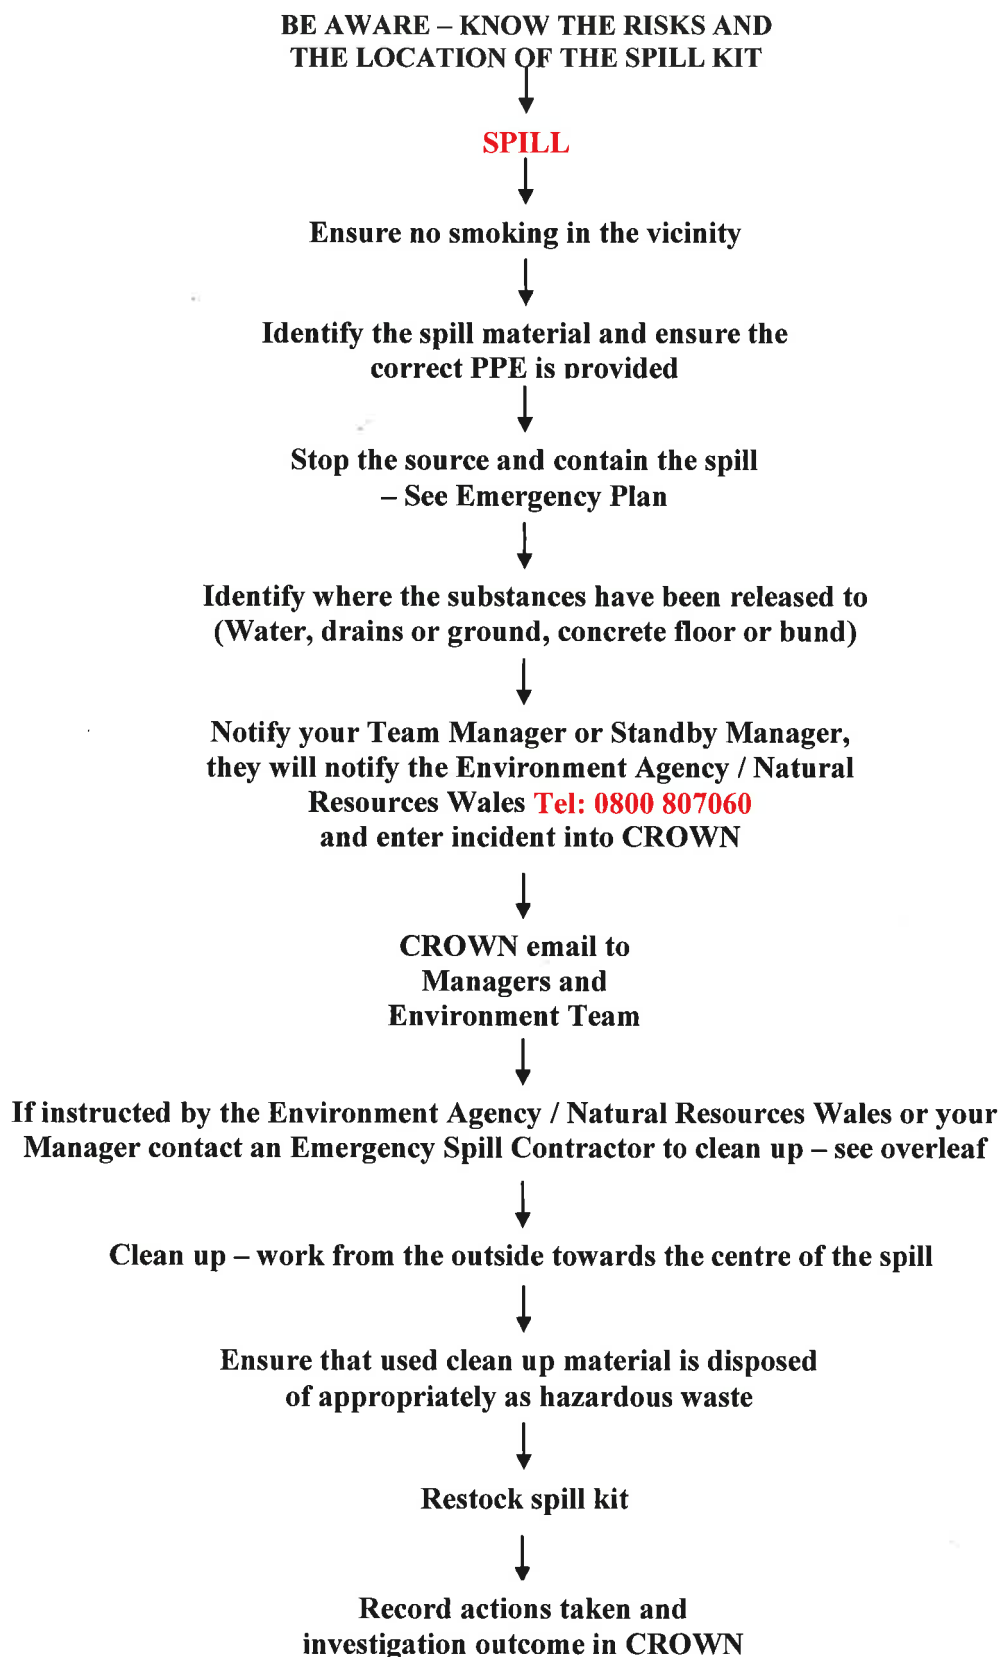 BE AWARE – KNOW THE RISKS AND
THE LOCATION OF THE SPILL KIT
SPILL
Ensure no smoking in the vicinity
Identify the spill material and ensure the
correct PPE is provided
Stop the source and contain the spill
– See Emergency Plan
Identify where the substances have been released to
(Water, drains or ground, concrete floor or bund)
Notify your Team Manager or Standby Manager,
they will notify the Environment Agency / Natural
Resources Wales Tel: 0800 807060
and enter incident into CROWN
CROWN email to
Managers and
Environment Team
If instructed by the Environment Agency / Natural Resources Wales or your
Manager contact an Emergency Spill Contractor to clean up – see overleaf
Clean up – work from the outside towards the centre of the spill
Ensure that used clean up material is disposed
of appropriately as hazardous waste
Restock spill kit
Record actions taken and
investigation outcome in CROWN